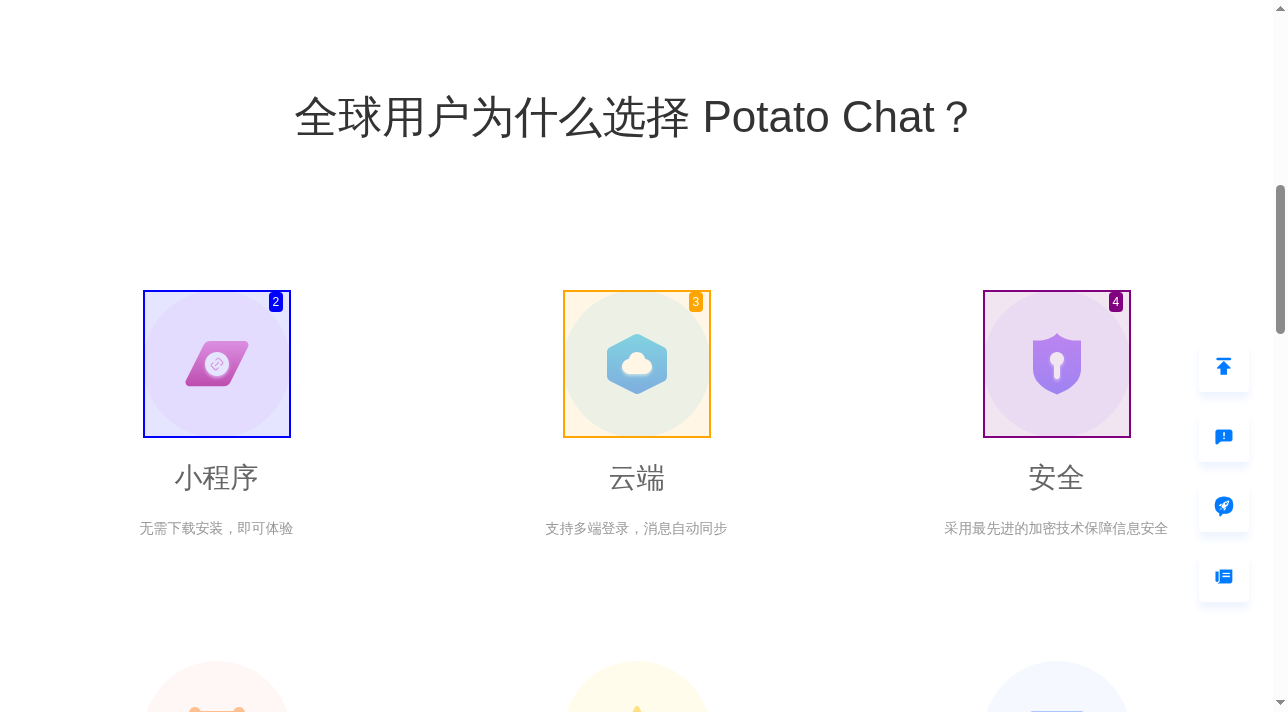 全球用户为什么选择 Potato Chat？
2
3
4
小程序
云端
安全
无需下载安装，即可体验
支持多端登录，消息自动同步
采用最先进的加密技术保障信息安全